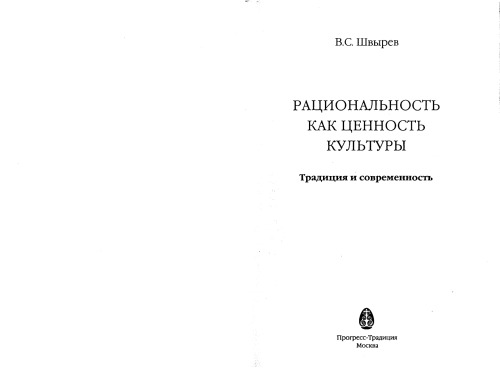 В.С. Швырев
РАЦИОНАЛЬНОСТЬ
КАК ЦЕННОСТЬ
КУЛЬТУРЫ
Традиция и современность
Прогресс-Традиция
Москва